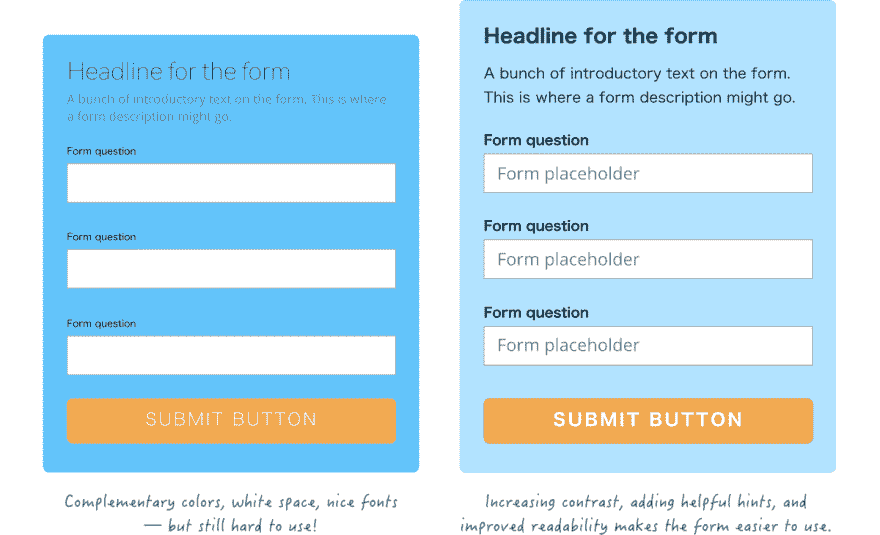 Headline for the form
A bunch of introductory text on the form. This is where
a form description might go.
Form question
Form question
Form question
SUBMIT BUTTON
Complementary colors, white space, nice fonts
— but still hard to use!
Headline for the form
A bunch of introductory text on the form.
This is where a form description might go.
Form question
Form placeholder
Form question
Form placeholder
Form question
Form placeholder
SUBMIT BUTTON
Increasing contrast, adding helpful hints, and
improved readability makes the form easier to use.